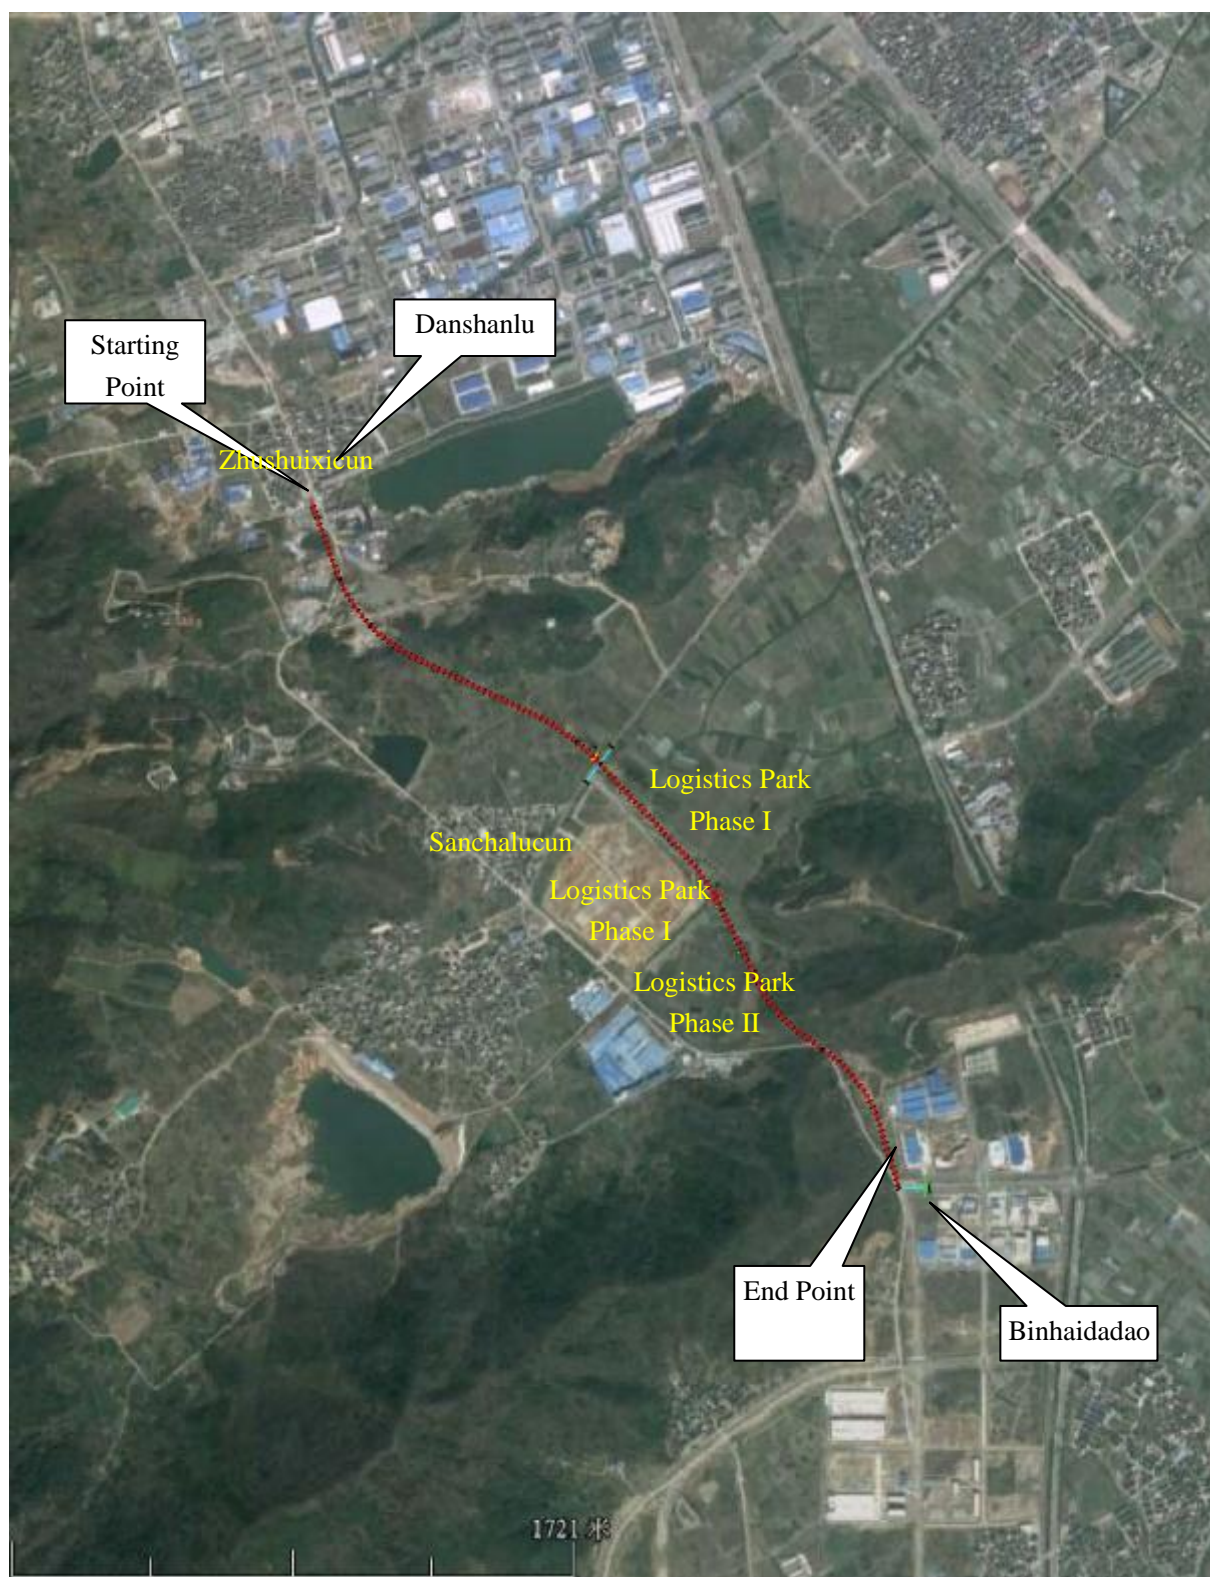 Danshanlu
Starting
Point
Zhushuixicun
Logistics Park
Phase I
Sanchalucun
Logistics Park
Phase I
Logistics Park
Phase II
End Point
Binhaidadao
1721 米